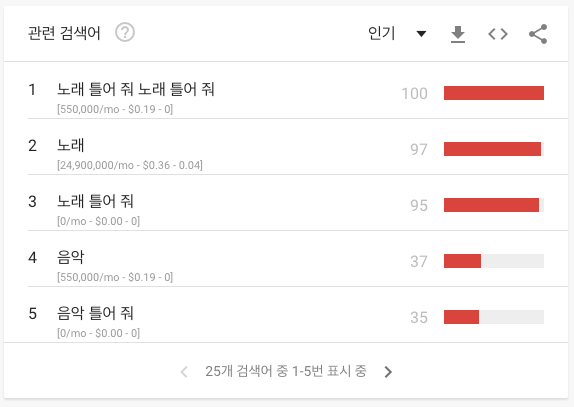 관련 검색어 ? 인기
1 노래 틀어 줘 노래 틀어 줘 100
[550,000/mo - $0.19 - 0]
2 노래 97
[24,900,000/mo - $0.36 - 0.04]
3 노래 틀어 줘 95
[0/mo - $0.00 - 0]
4 음악 37
[550,000/mo - $0.19 - 0]
5 음악 틀어 줘 35
[0/mo - $0.00 - 0]
25개 검색어 중 1-5번 표시 중